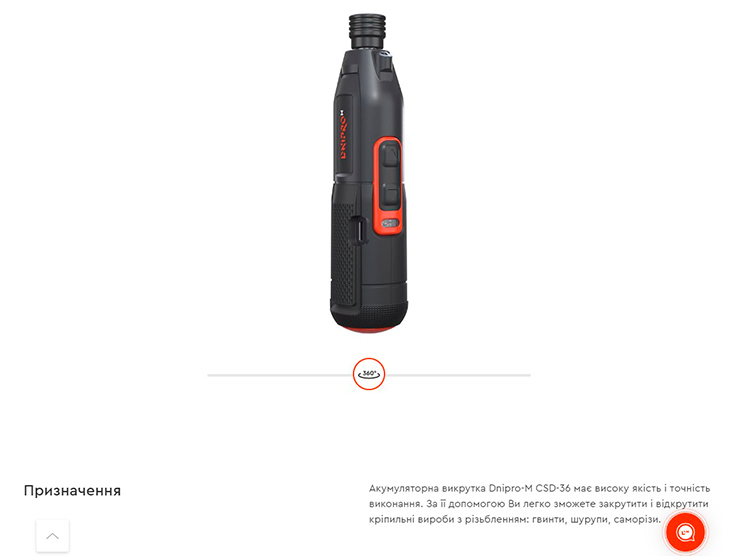 DNIPRO M
360°
Призначення
Акумуляторна викрутка Dnipro-M CSD-36 має високу якість і точність
виконання. За її допомогою Ви легко зможете закрутити і відкрутити
кріпильні вироби з різьбленням: гвинти, шурупи, саморізи.